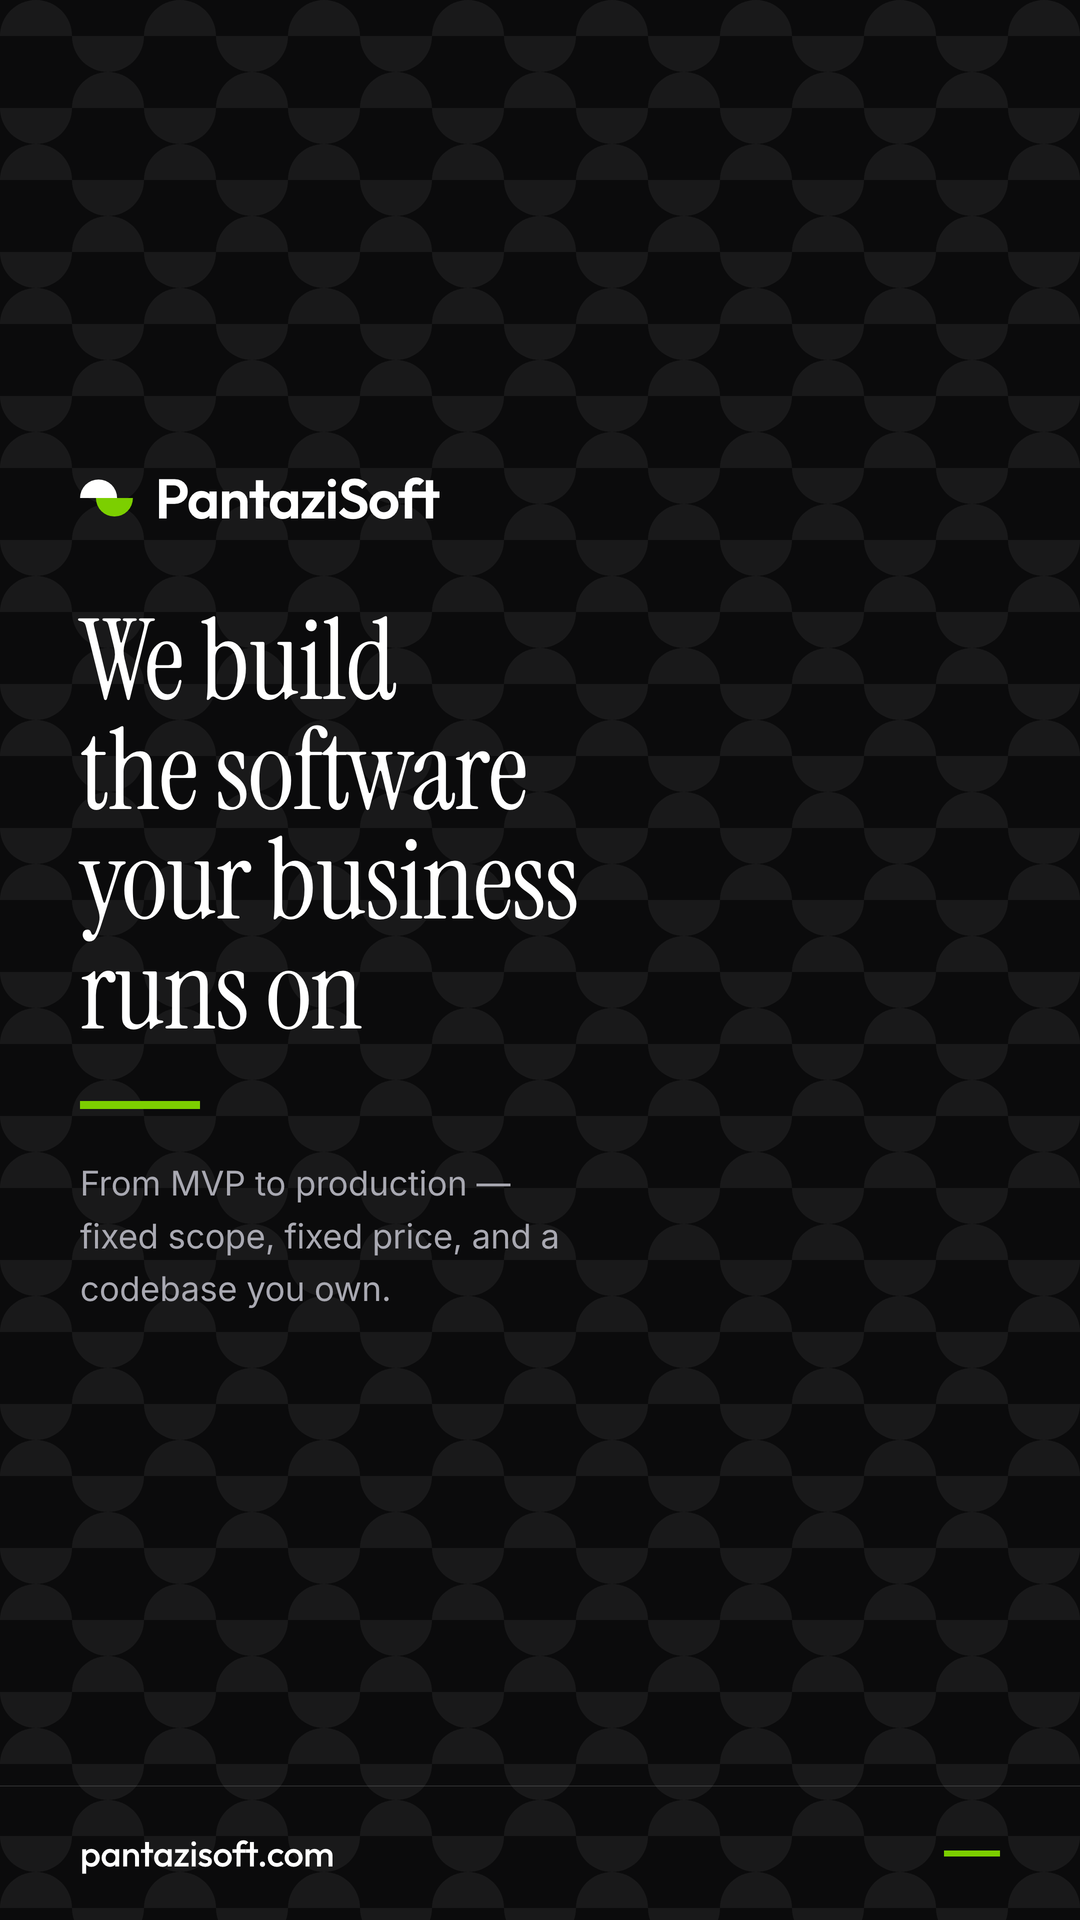 PantaziSoft
We build
the software
your business
runs on
From MVP to production —
fixed scope, fixed price, and a
codebase you own.
pantazisoft.com